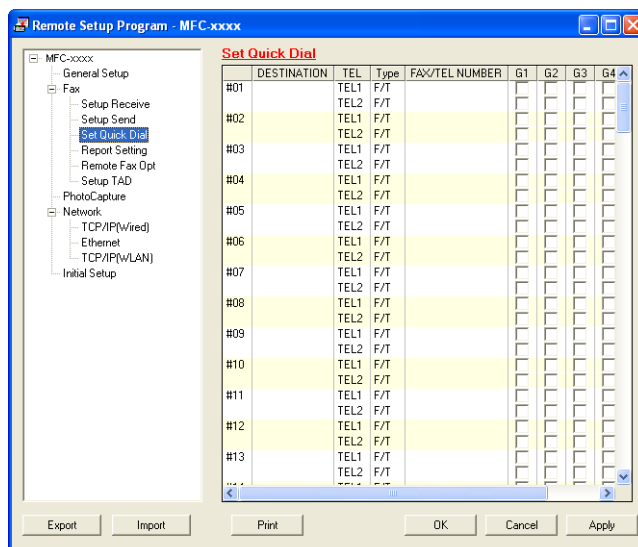 Remote Setup Program - MFC-xxxx
MFC-xxxx
General Setup
Fax
Setup Receive
Setup Send
Set Quick Dial
Report Setting
Remote Fax Opt
Setup TAD
PhotoCapture
Network
TCP/IP(Wired)
Ethernet
TCP/IP(WLAN)
Initial Setup
Set Quick Dial
DESTINATION TEL Type FAX/TEL NUMBER G1 G2 G3 G4
#01 TEL1 F/T
TEL2 F/T
#02 TEL1 F/T
TEL2 F/T
#03 TEL1 F/T
TEL2 F/T
#04 TEL1 F/T
TEL2 F/T
#05 TEL1 F/T
TEL2 F/T
#06 TEL1 F/T
TEL2 F/T
#07 TEL1 F/T
TEL2 F/T
#08 TEL1 F/T
TEL2 F/T
#09 TEL1 F/T
TEL2 F/T
#10 TEL1 F/T
TEL2 F/T
#11 TEL1 F/T
TEL2 F/T
#12 TEL1 F/T
TEL2 F/T
#13 TEL1 F/T
TEL2 F/T
Export Import Print OK Cancel Apply